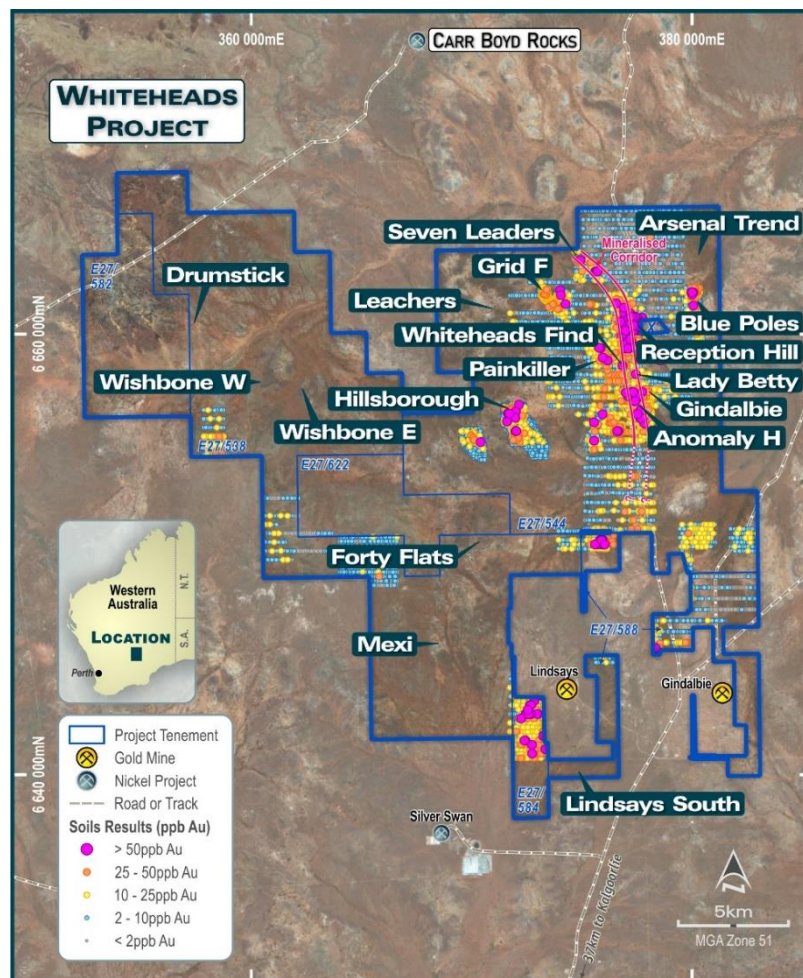 360 000mE
380 000mE
CARR BOYD ROCKS
WHITEHEADS
PROJECT
Seven Leaders
Arsenal Trend
Mineralised
Corridor
E27/
582
Drumstick
Grid F
Leachers
6 660 000mN
Blue Poles
Whiteheads Find
Reception Hill
Painkiller
Wishbone W
Lady Betty
Hillsborough
Gindalbie
Wishbone E
Anomaly H
E27/538
E27/622
E27/544
Forty Flats
Western
Australia
N.T.
LOCATION
S.A.
Perth
E27/588
Mexi
Lindsays
Gindalbie
Project Tenement
Gold Mine
Nickel Project
Road or Track
Soils Results (ppb Au)
> 50ppb Au
25 - 50ppb Au
10 - 25ppb Au
2 - 10ppb Au
< 2ppb Au
6 640 000mN
E27/
584
Lindsays South
Silver Swan
37km to Kalgoorlie
N
5km
MGA Zone 51